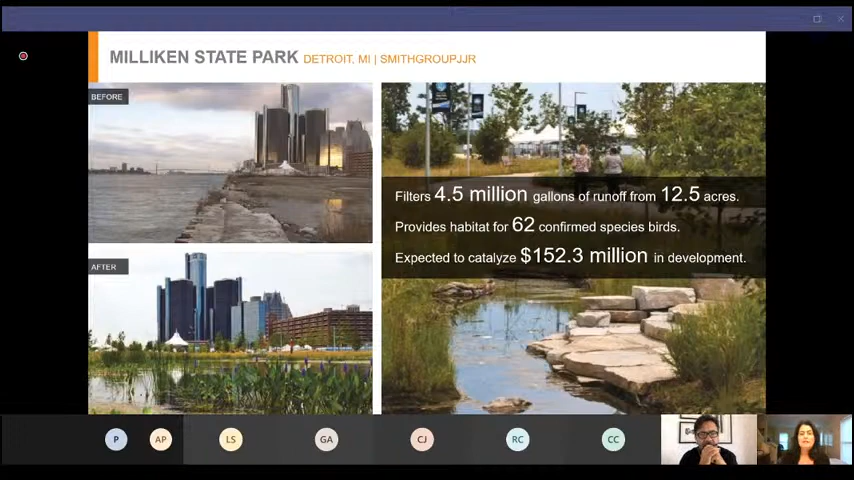 MILLIKEN STATE PARK DETROIT, MI | SMITHGROUPJJR
BEFORE
Filters 4.5 million gallons of runoff from 12.5 acres.
Provides habitat for 62 confirmed species birds.
Expected to catalyze $152.3 million in development.
AFTER
P AP LS GA CJ RC CC